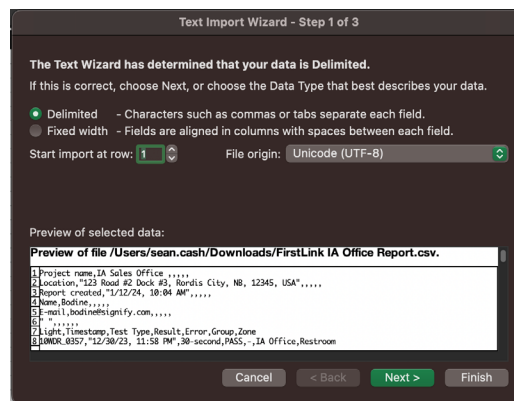 Text Import Wizard - Step 1 of 3
The Text Wizard has determined that your data is Delimited.
If this is correct, choose Next, or choose the Data Type that best describes your data.
Delimited - Characters such as commas or tabs separate each field.
Fixed width - Fields are aligned in columns with spaces between each field.
Start import at row: 1 File origin: Unicode (UTF-8)
Preview of selected data:
Preview of file /Users/sean.cash/Downloads/FirstLink IA Office Report.csv.
1 Project name,IA Sales Office ,,,,,
2 Location,"123 Road #2 Dock #3, Rordis City, NB, 12345, USA",,,,,
3 Report created,"1/12/24, 10:04 AM",,,,,
4 Name,Bodine,,,,,
5 E-mail,bodine@signify.com,,,,,
6 " ",,,,,,
7 Light,Timestamp,Test Type,Result,Error,Group,Zone
8 10WDR_0357,"12/30/23, 11:58 PM",30-second,PASS,-,IA Office,Restroom
Cancel < Back Next > Finish